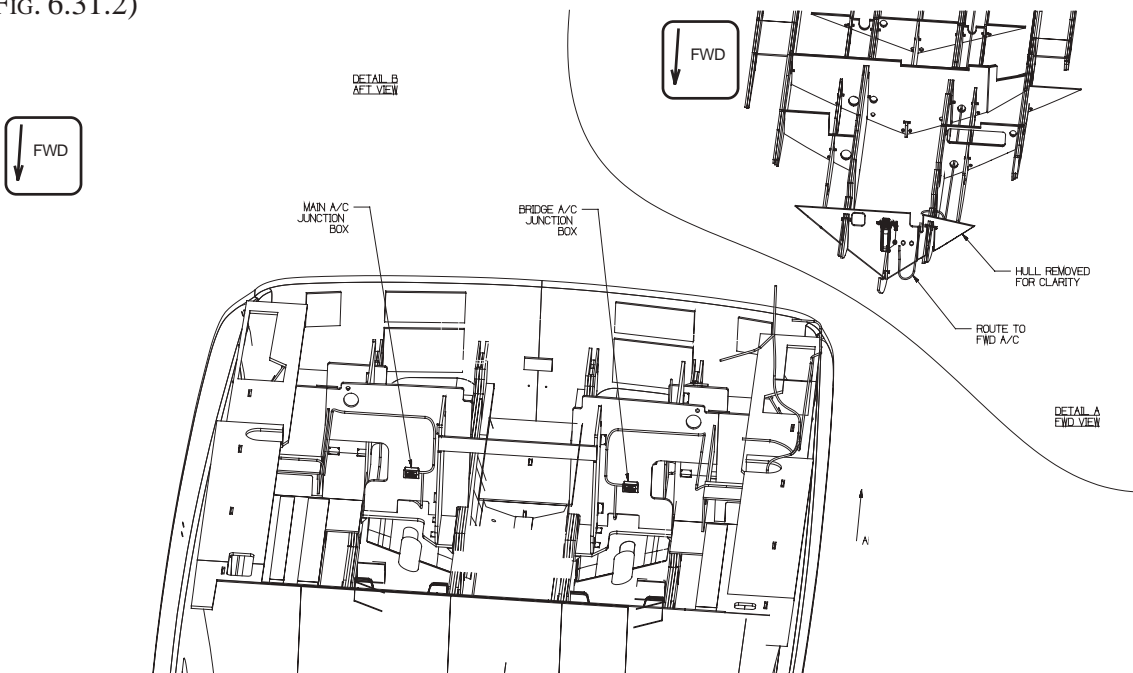 FIG. 6.31.2)
FWD
DETAIL B
AFT VIEW
FWD
MAIN A/C
JUNCTION
BOX
BRIDGE A/C
JUNCTION
BOX
HULL REMOVED
FOR CLARITY
ROUTE TO
FWD A/C
DETAIL A
FWD VIEW